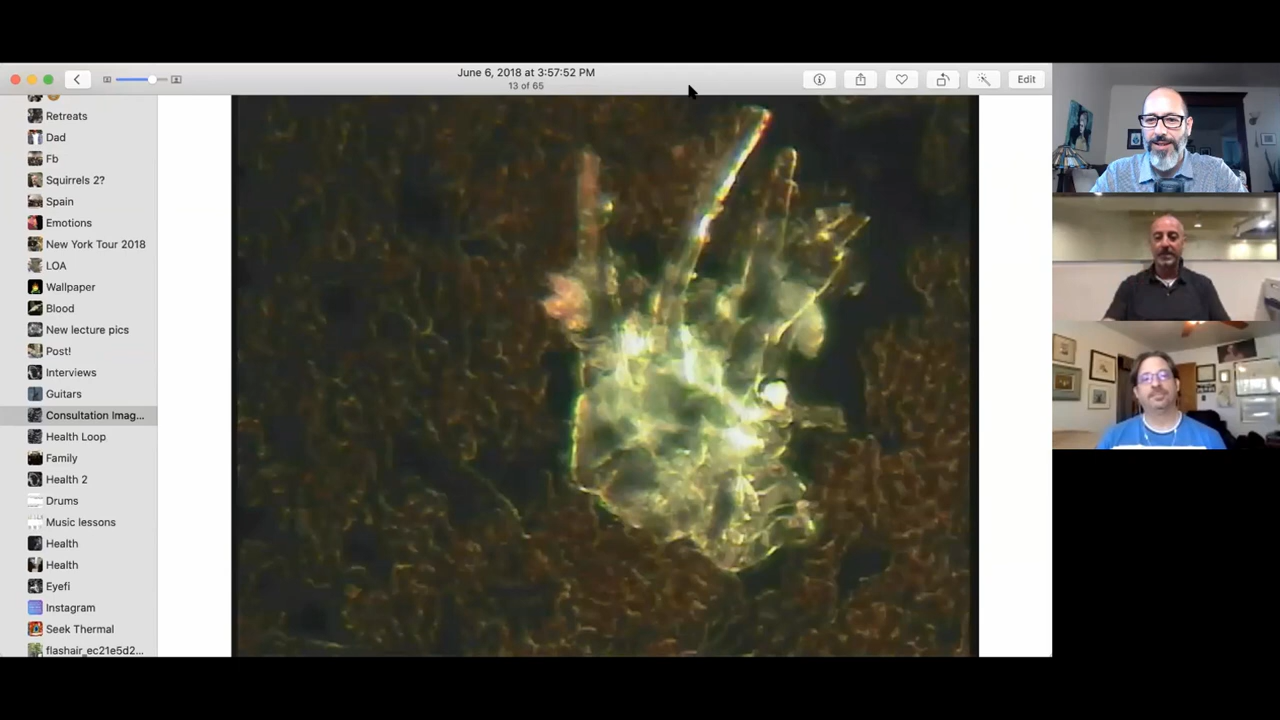 June 6, 2018 at 3:57:52 PM
13 of 65
Edit
Retreats
Dad
Fb
Squirrels 2?
Spain
Emotions
New York Tour 2018
LOA
Wallpaper
Blood
New lecture pics
Post!
Interviews
Guitars
Consultation Imag...
Health Loop
Family
Health 2
Drums
Music lessons
Health
Health
Eyefi
Instagram
Seek Thermal
flashair_ec21e5d2...